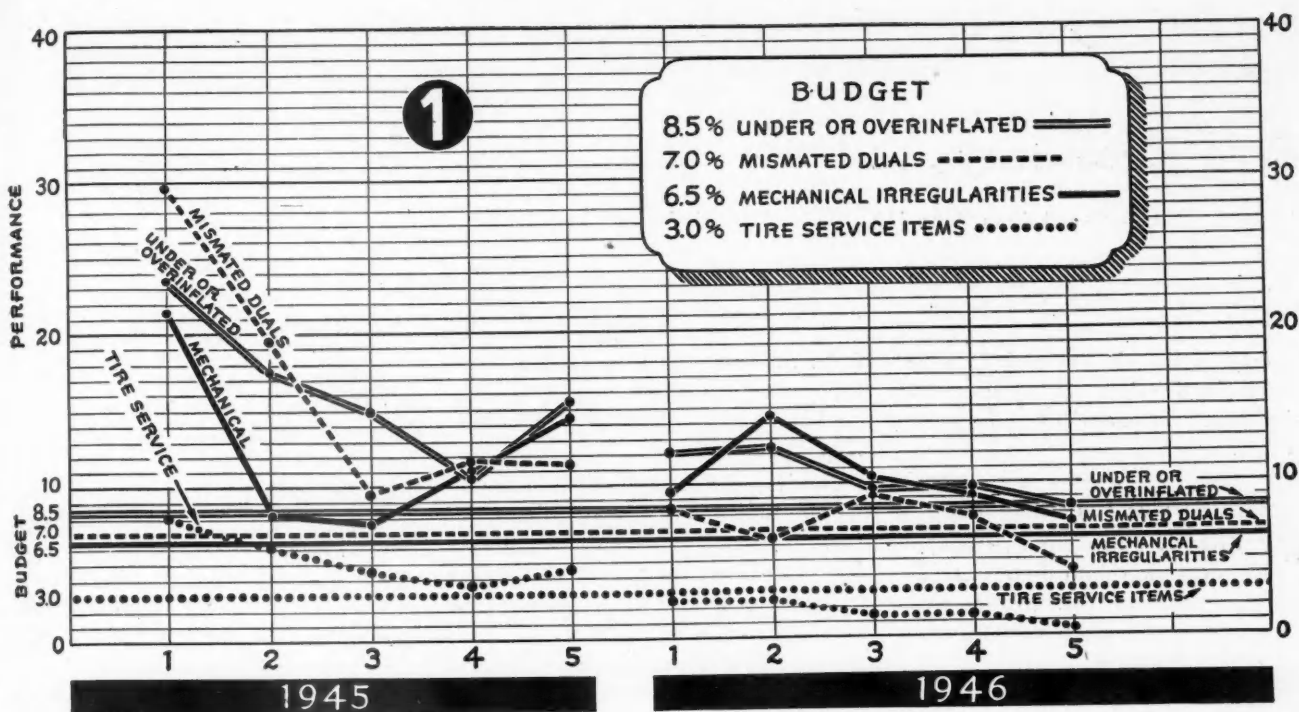 40
30
20
10
8.5
7.0
6.5
3.0
0
PERFORMANCE
BUDGET
1
BUDGET
8.5% UNDER OR OVERINFLATED
7.0% MISMATED DUALS
6.5% MECHANICAL IRREGULARITIES
3.0% TIRE SERVICE ITEMS
MISMATED DUALS
UNDER OR
OVERINFLATED
MECHANICAL
TIRE SERVICE
40
30
20
10
0
UNDER OR
OVERINFLATED
MISMATED DUALS
MECHANICAL
IRREGULARITIES
TIRE SERVICE ITEMS
1 2 3 4 5 1 2 3 4 5
1945 1946